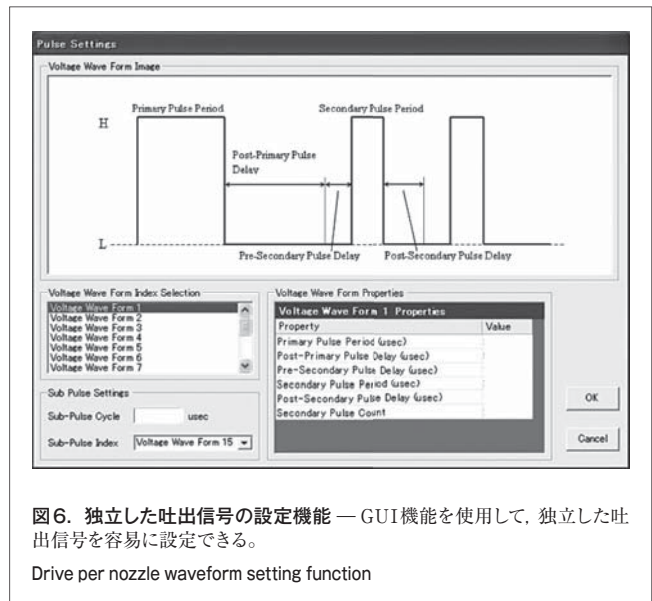 Pulse Settings
Voltage Wave Form Image
Primary Pulse Period
Secondary Pulse Period
H
Post-Primary Pulse
Delay
L
Pre-Secondary Pulse Delay
Post-Secondary Pulse Delay
Voltage Wave Form Index Selection
Voltage Wave Form 1
Voltage Wave Form 2
Voltage Wave Form 3
Voltage Wave Form 4
Voltage Wave Form 5
Voltage Wave Form 6
Voltage Wave Form 7
Sub Pulse Settings
Sub-Pulse Cycle usec
Sub-Pulse Index Voltage Wave Form 15
Voltage Wave Form Properties
Voltage Wave Form 1 Properties
Property Value
Primary Pulse Period (usec)
Post-Primary Pulse Delay (usec)
Pre-Secondary Pulse Delay (usec)
Secondary Pulse Period (usec)
Post-Secondary Pulse Delay (usec)
Secondary Pulse Count
OK
Cancel
図6. 独立した吐出信号の設定機能 — GUI機能を使用して，独立した吐
出信号を容易に設定できる。
Drive per nozzle waveform setting function